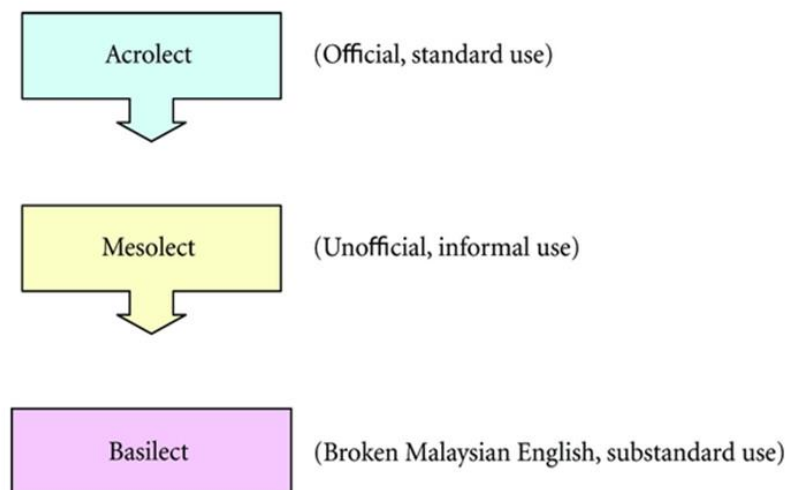 Acrolect (Official, standard use)
Mesolect (Unofficial, informal use)
Basilect (Broken Malaysian English, substandard use)